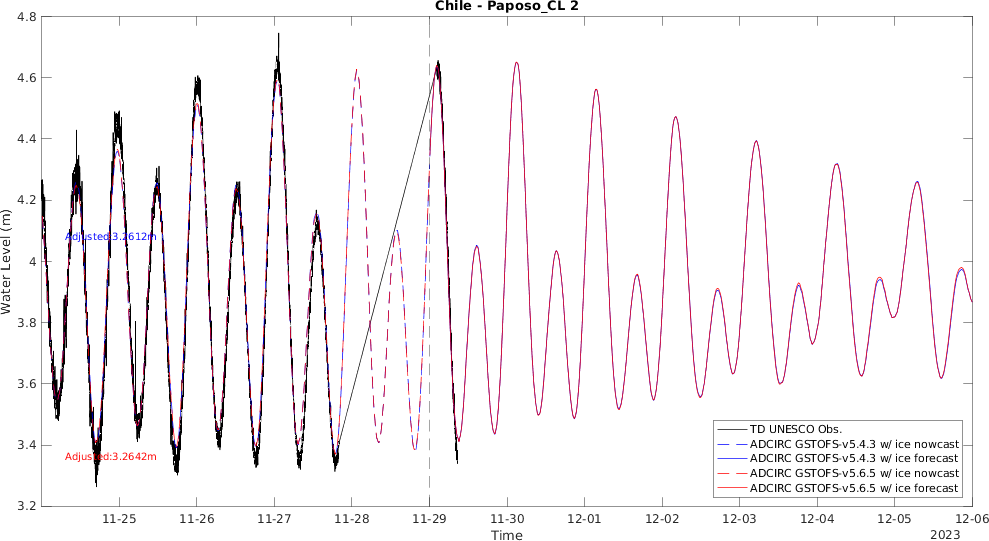 Chile - Paposo_CL 2
4.8
4.6
4.4
4.2
4
3.8
3.6
3.4
3.2
Water Level (m)
Adjusted:3.2612m
Adjusted:3.2642m
TD UNESCO Obs.
ADCIRC GSTOFS-v5.4.3 w/ ice nowcast
ADCIRC GSTOFS-v5.4.3 w/ ice forecast
ADCIRC GSTOFS-v5.6.5 w/ ice nowcast
ADCIRC GSTOFS-v5.6.5 w/ ice forecast
11-25 11-26 11-27 11-28 11-29 11-30 12-01 12-02 12-03 12-04 12-05 12-06
Time
2023